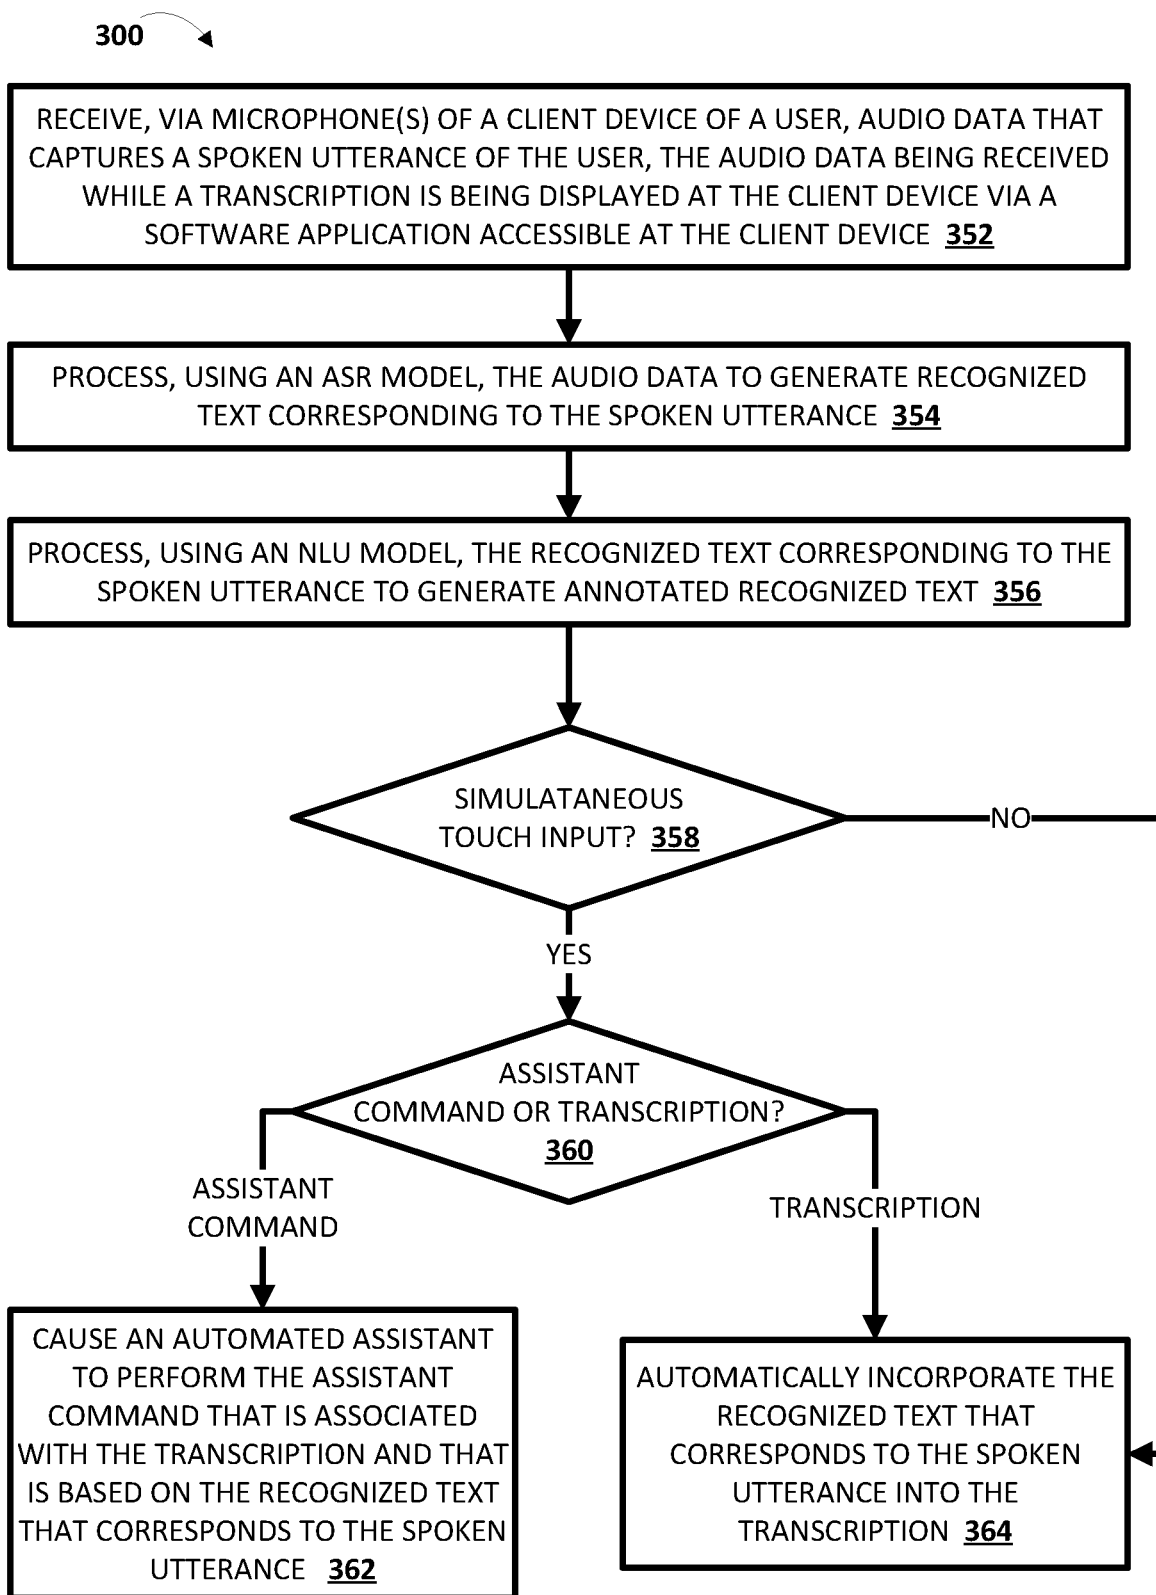 300
RECEIVE, VIA MICROPHONE(S) OF A CLIENT DEVICE OF A USER, AUDIO DATA THAT
CAPTURES A SPOKEN UTTERANCE OF THE USER, THE AUDIO DATA BEING RECEIVED
WHILE A TRANSCRIPTION IS BEING DISPLAYED AT THE CLIENT DEVICE VIA A
SOFTWARE APPLICATION ACCESSIBLE AT THE CLIENT DEVICE 352
PROCESS, USING AN ASR MODEL, THE AUDIO DATA TO GENERATE RECOGNIZED
TEXT CORRESPONDING TO THE SPOKEN UTTERANCE 354
PROCESS, USING AN NLU MODEL, THE RECOGNIZED TEXT CORRESPONDING TO THE
SPOKEN UTTERANCE TO GENERATE ANNOTATED RECOGNIZED TEXT 356
SIMULATANEOUS
TOUCH INPUT? 358
NO
YES
ASSISTANT
COMMAND OR TRANSCRIPTION?
360
ASSISTANT
COMMAND
TRANSCRIPTION
CAUSE AN AUTOMATED ASSISTANT
TO PERFORM THE ASSISTANT
COMMAND THAT IS ASSOCIATED
WITH THE TRANSCRIPTION AND THAT
IS BASED ON THE RECOGNIZED TEXT
THAT CORRESPONDS TO THE SPOKEN
UTTERANCE 362
AUTOMATICALLY INCORPORATE THE
RECOGNIZED TEXT THAT
CORRESPONDS TO THE SPOKEN
UTTERANCE INTO THE
TRANSCRIPTION 364